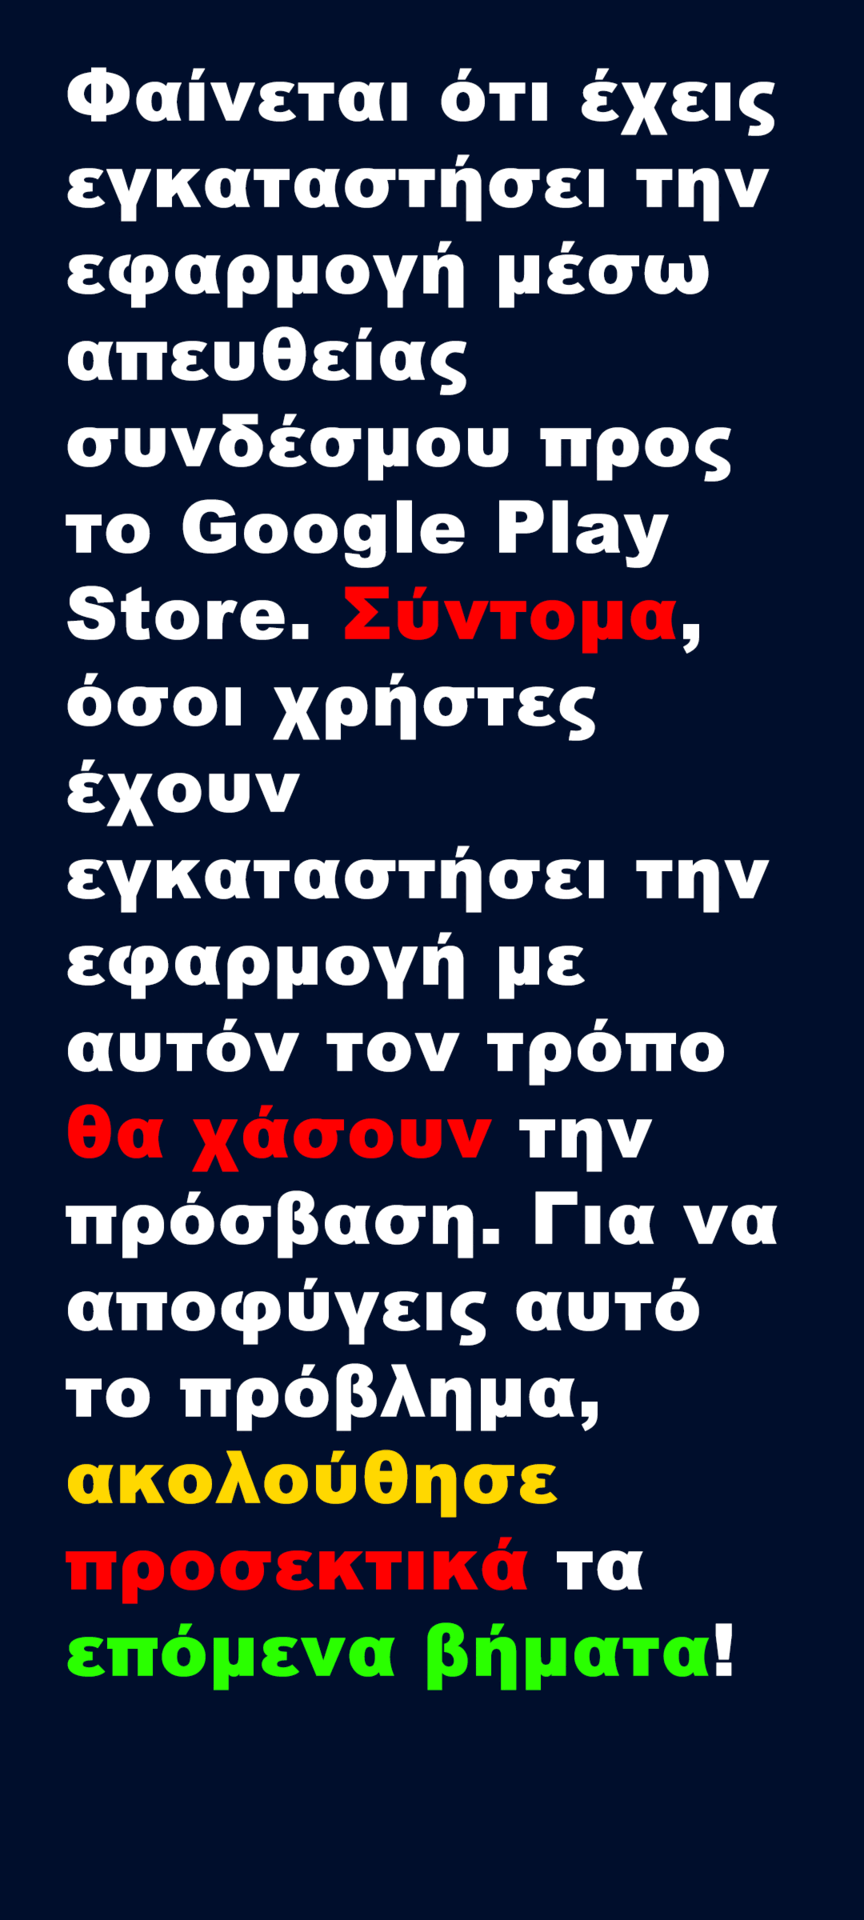 Φαίνεται ότι έχεις
εγκαταστήσει την
εφαρμογή μέσω
απευθείας
συνδέσμου προς
το Google Play
Store. Σύντομα,
όσοι χρήστες
έχουν
εγκαταστήσει την
εφαρμογή με
αυτόν τον τρόπο
θα χάσουν την
πρόσβαση. Για να
αποφύγεις αυτό
το πρόβλημα,
ακολούθησε
προσεκτικά τα
επόμενα βήματα!